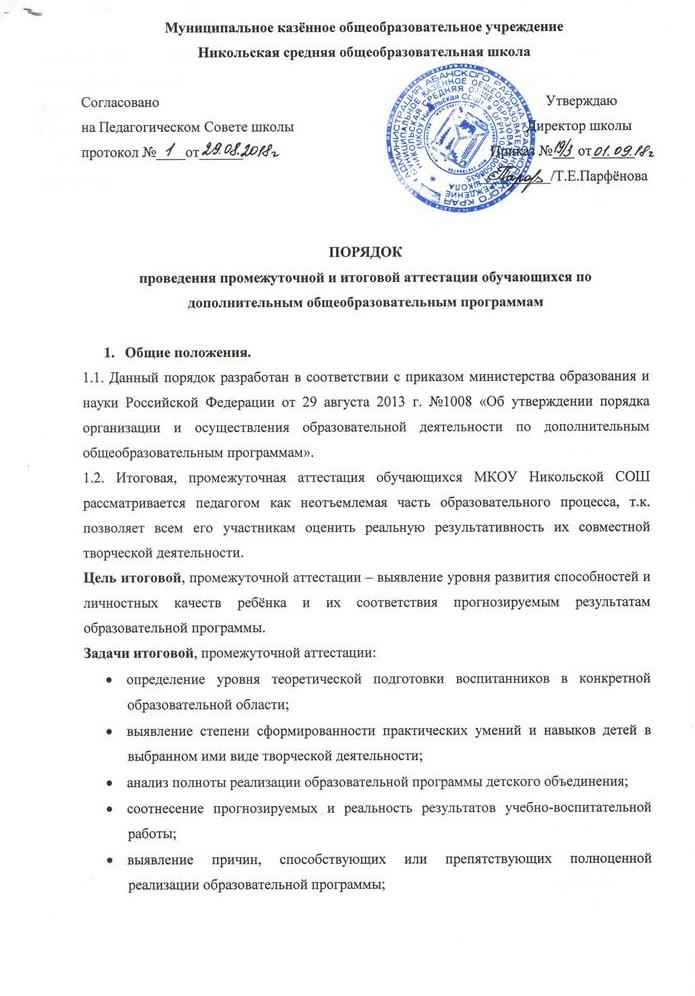 Муниципальное казённое общеобразовательное учреждение
Никольская средняя общеобразовательная школа
Согласовано
на Педагогическом Совете школы
протокол № 1 от 29.08.2018г
Утверждаю
Директор школы
Приказ №19/3 от 01.09.18г
/Т.Е.Парфёнова
ПОРЯДОК
проведения промежуточной и итоговой аттестации обучающихся по
дополнительным общеобразовательным программам
1. Общие положения.
1.1. Данный порядок разработан в соответствии с приказом министерства образования и
науки Российской Федерации от 29 августа 2013 г. №1008 «Об утверждении порядка
организации и осуществления образовательной деятельности по дополнительным
общеобразовательным программам».
1.2. Итоговая, промежуточная аттестация обучающихся МКОУ Никольской СОШ
рассматривается педагогом как неотъемлемая часть образовательного процесса, т.к.
позволяет всем его участникам оценить реальную результативность их совместной
творческой деятельности.
Цель итоговой, промежуточной аттестации – выявление уровня развития способностей и
личностных качеств ребёнка и их соответствия прогнозируемым результатам
образовательной программы.
Задачи итоговой, промежуточной аттестации:
• определение уровня теоретической подготовки воспитанников в конкретной
образовательной области;
• выявление степени сформированности практических умений и навыков детей в
выбранном ими виде творческой деятельности;
• анализ полноты реализации образовательной программы детского объединения;
• соотнесение прогнозируемых и реальность результатов учебно-воспитательной
работы;
• выявление причин, способствующих или препятствующих полноценной
реализации образовательной программы;